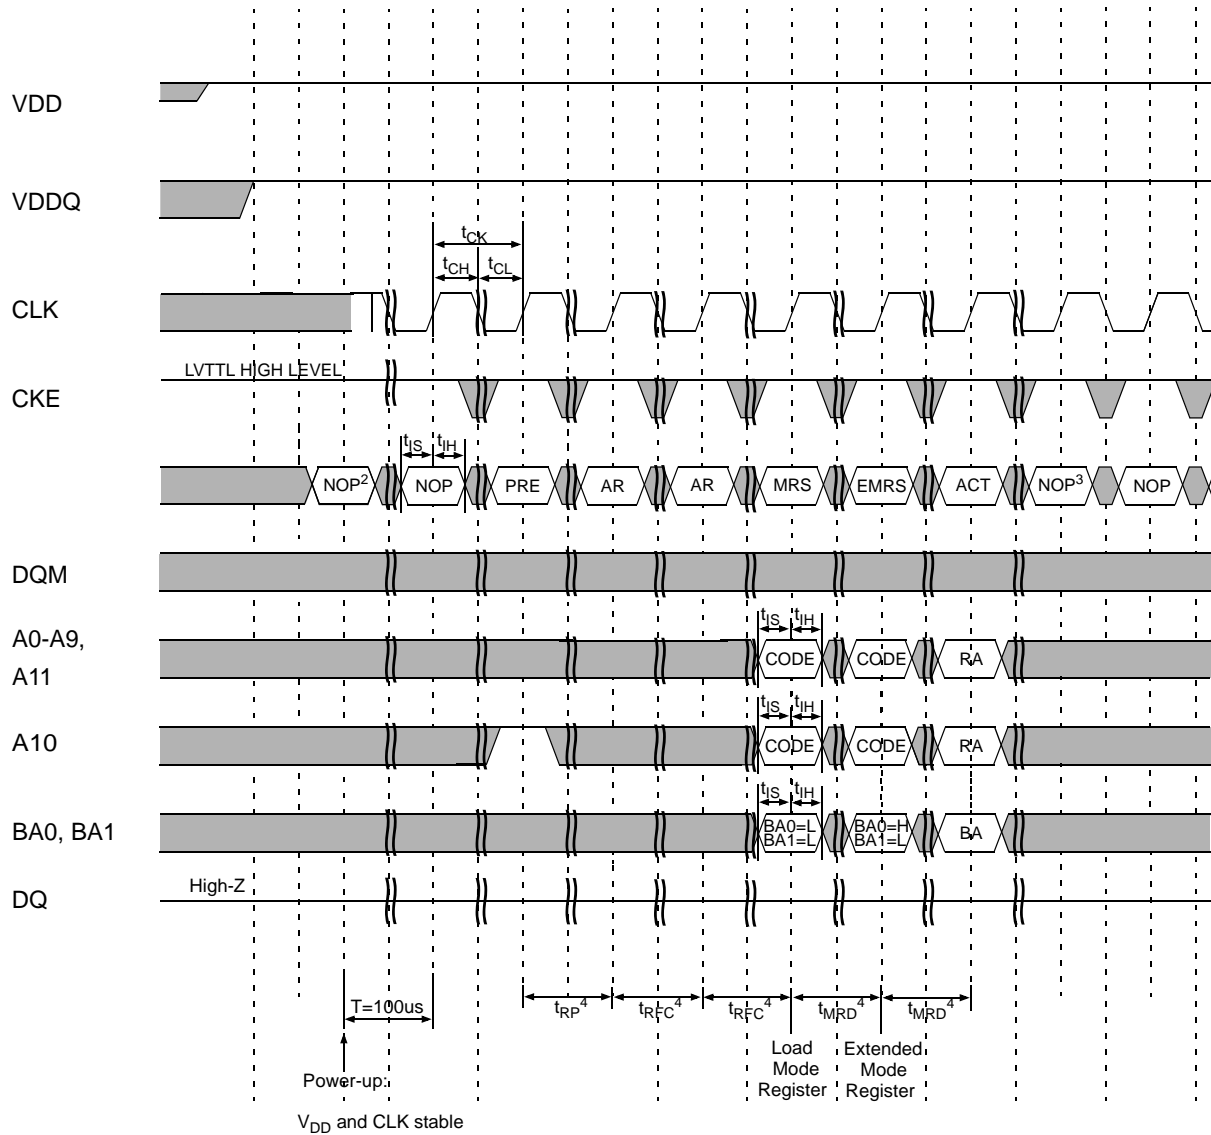 VDD
VDDQ
tCK
tCH tCL
CLK
LVTTL HIGH LEVEL
CKE
tIS tIH
NOP2 NOP PRE AR AR MRS EMRS ACT NOP3 NOP
DQM
tIS tIH
A0-A9,
A11
CODE CODE RA
tIS tIH
A10
CODE CODE RA
tIS tIH
BA0, BA1
BA0=L BA0=H
BA1=L BA1=L
BA
High-Z
DQ
T=100us
tRP4 tRFC4 tRFC4 tMRD4 tMRD4
Load
Mode
Register
Extended
Mode
Register
Power-up:
VDD and CLK stable